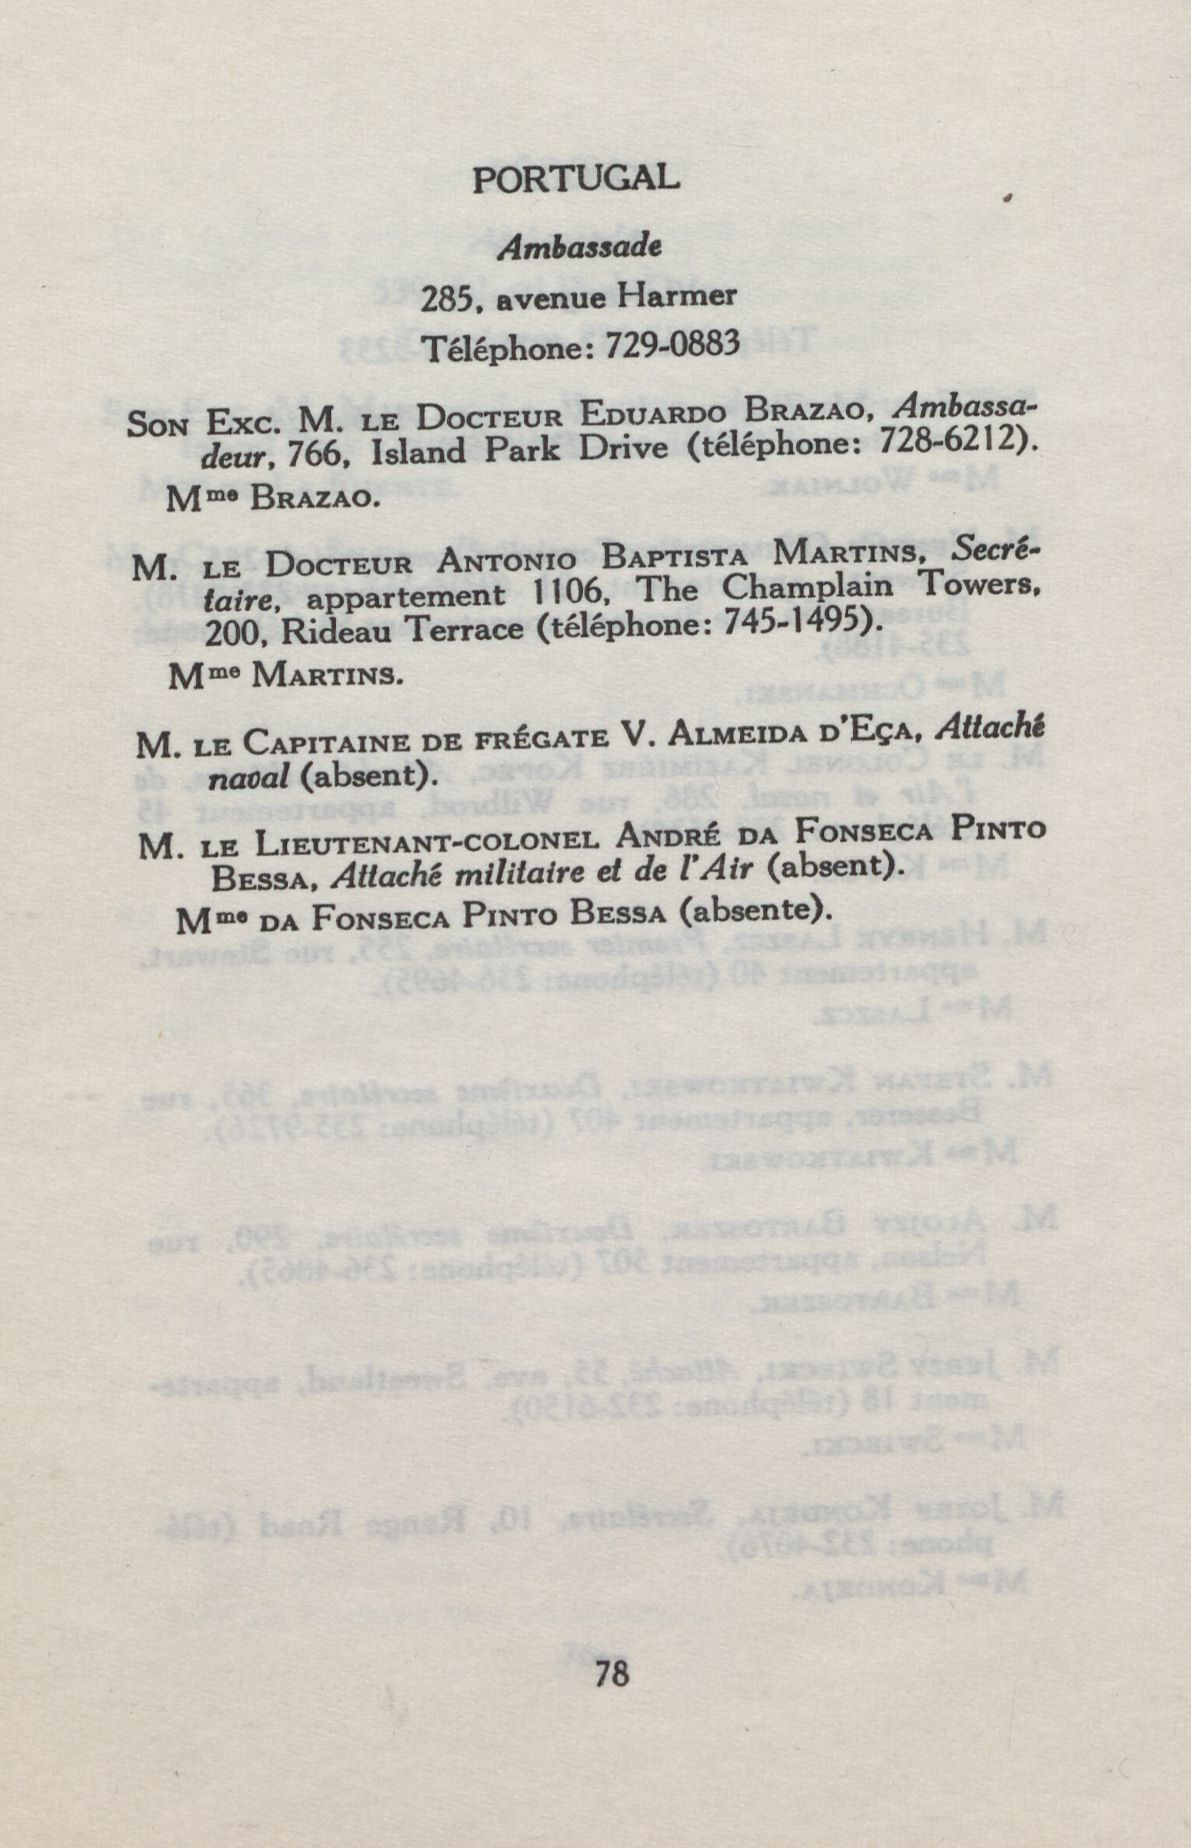 PORTUGAL
Ambassade
285, avenue Harmer
Téléphone: 729-0883
SON EXC. M. LE DOCTEUR EDUARDO BRAZAO, Ambassa-
deur, 766, Island Park Drive (téléphone: 728-6212).
Mme BRAZAO.
M. LE DOCTEUR ANTONIO BAPTISTA MARTINS, Secré-
taire, appartement 1106, The Champlain Towers,
200, Rideau Terrace (téléphone: 745-1495).
Mme MARTINS.
M. LE CAPITAINE DE FRÉGATE V. ALMEIDA D'EÇA, Attaché
naval (absent).
M. LE LIEUTENANT-COLONEL ANDRÉ DA FONSECA PINTO
BESSA, Attaché militaire et de l'Air (absent).
Mme DA FONSECA PINTO BESSA (absente).
78